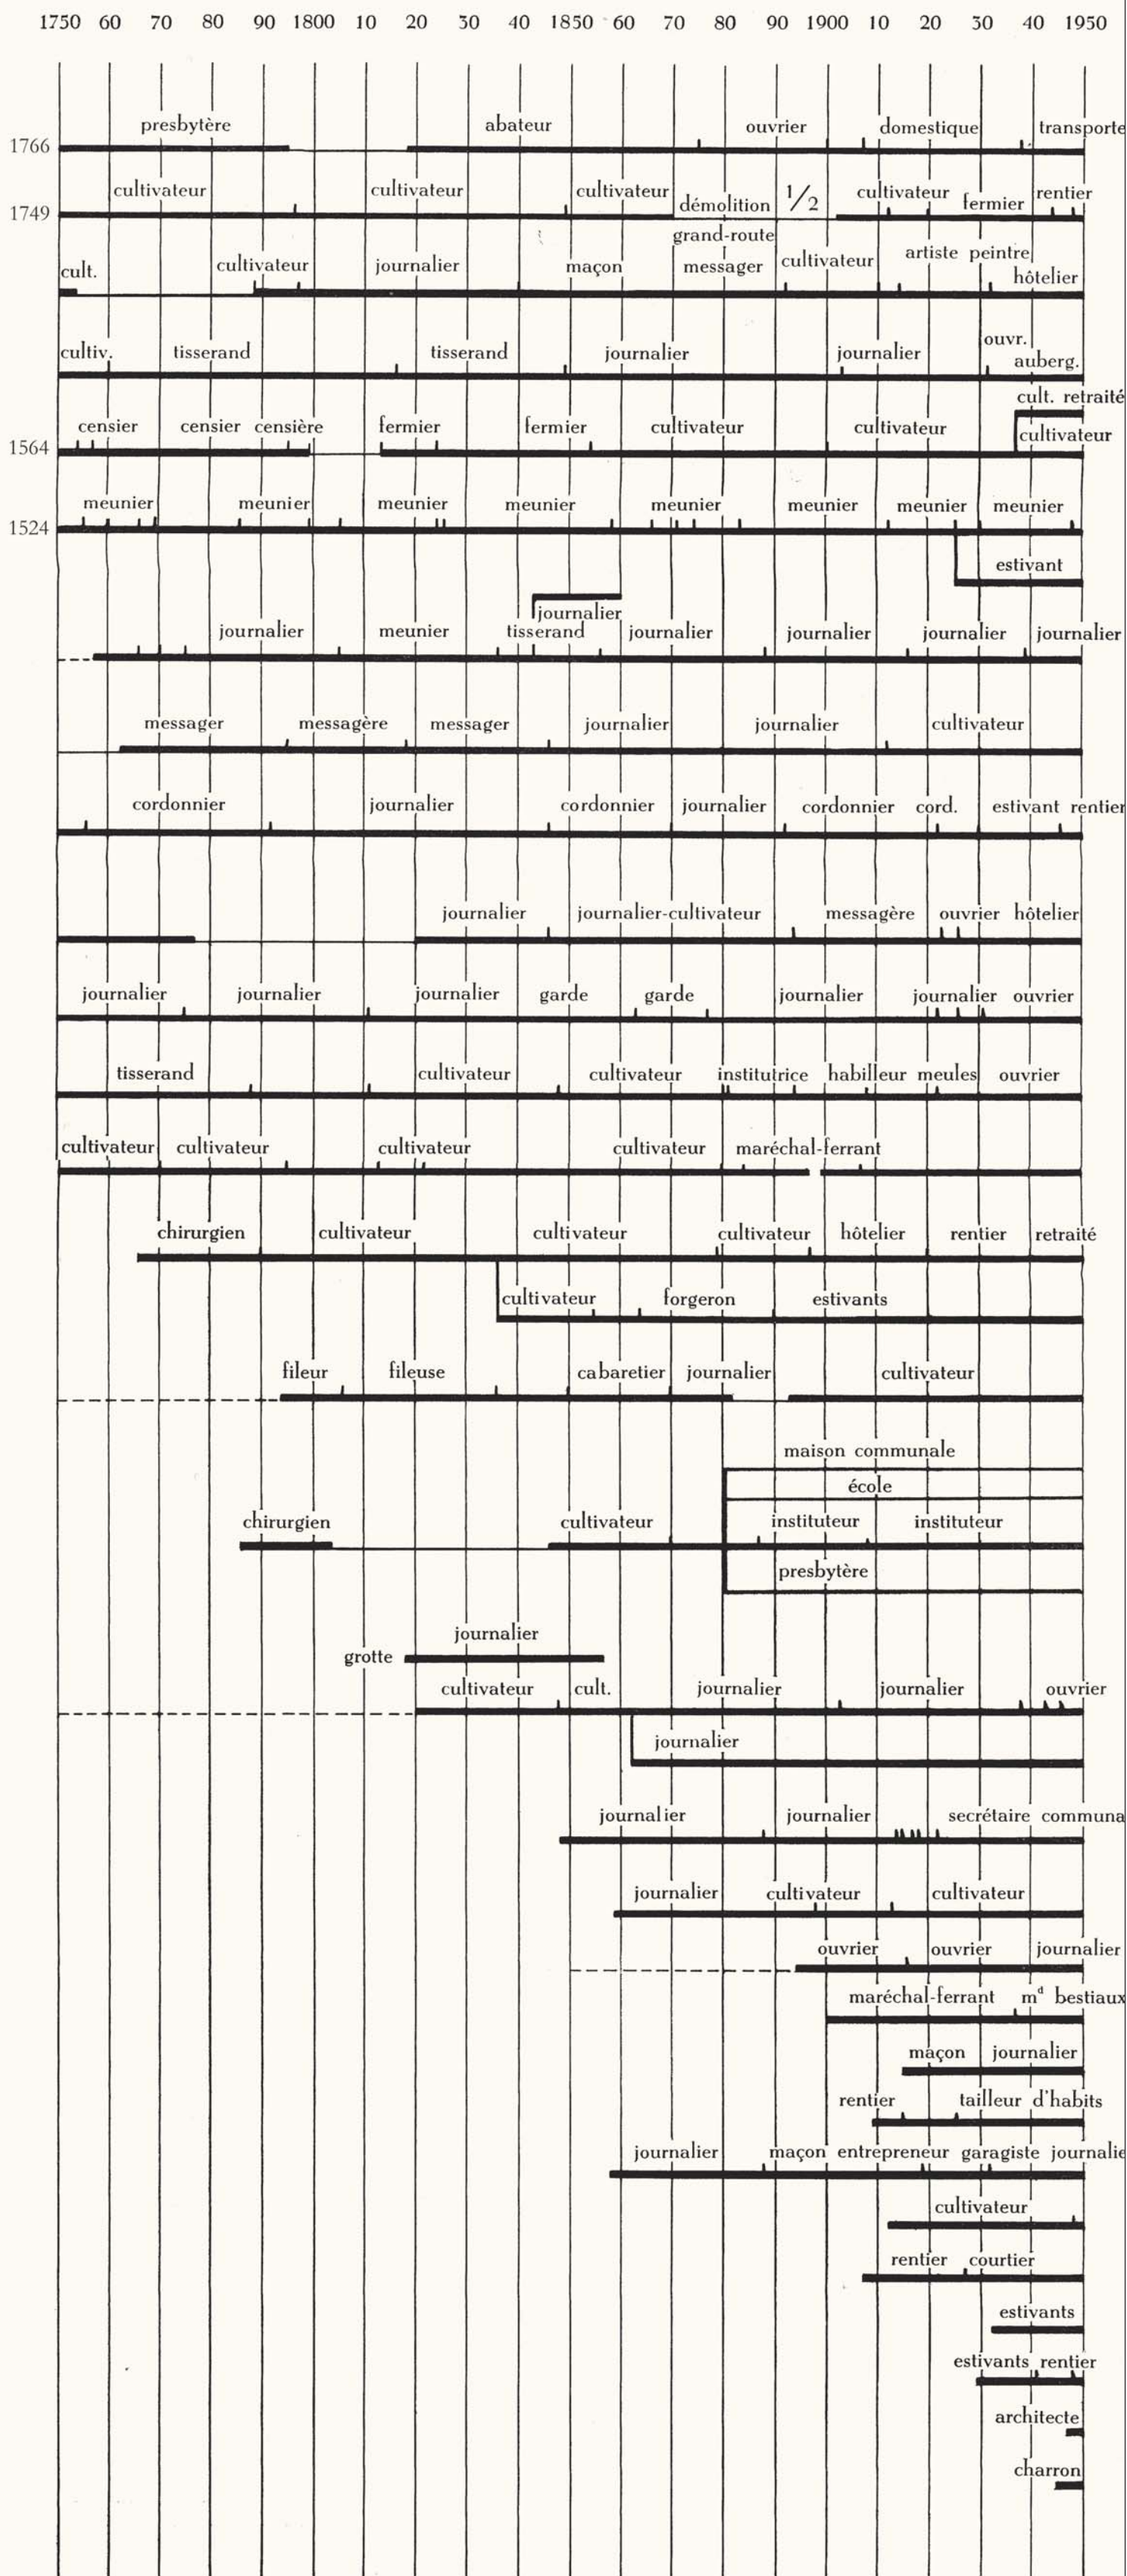 1750 60 70 80 90 1800 10 20 30 40 1850 60 70 80 90 1900 10 20 30 40 1950
presbytère abateur ouvrier domestique transporte
1766
cultivateur cultivateur cultivateur démolition 1/2 cultivateur fermier rentier
1749
grand-route
cult. cultivateur journalier maçon messager cultivateur artiste peintre hôtelier
cultiv. tisserand tisserand journalier journalier ouvr. auberg.
cult. retraité
censier censier censière fermier fermier cultivateur cultivateur cultivateur
1564
meunier meunier meunier meunier meunier meunier meunier meunier
1524
estivant
journalier
journalier meunier tisserand journalier journalier journalier journalier
messager messagère messager journalier journalier cultivateur
cordonnier journalier cordonnier journalier cordonnier cord. estivant rentier
journalier journalier-cultivateur messagère ouvrier hôtelier
journalier journalier journalier garde garde journalier journalier ouvrier
tisserand cultivateur cultivateur institutrice habilleur meules ouvrier
cultivateur cultivateur cultivateur cultivateur maréchal-ferrant
chirurgien cultivateur cultivateur cultivateur hôtelier rentier retraité
cultivateur forgeron estivants
fileur fileuse cabaretier journalier cultivateur
maison communale
école
chirurgien cultivateur instituteur instituteur
presbytère
journalier
grotte
cultivateur cult. journalier journalier ouvrier
journalier
journalier journalier secrétaire communa
journalier cultivateur cultivateur
ouvrier ouvrier journalier
maréchal-ferrant md bestiaux
maçon journalier
rentier tailleur d'habits
journalier maçon entrepreneur garagiste journalie
cultivateur
rentier courtier
estivants
estivants rentier
architecte
charron